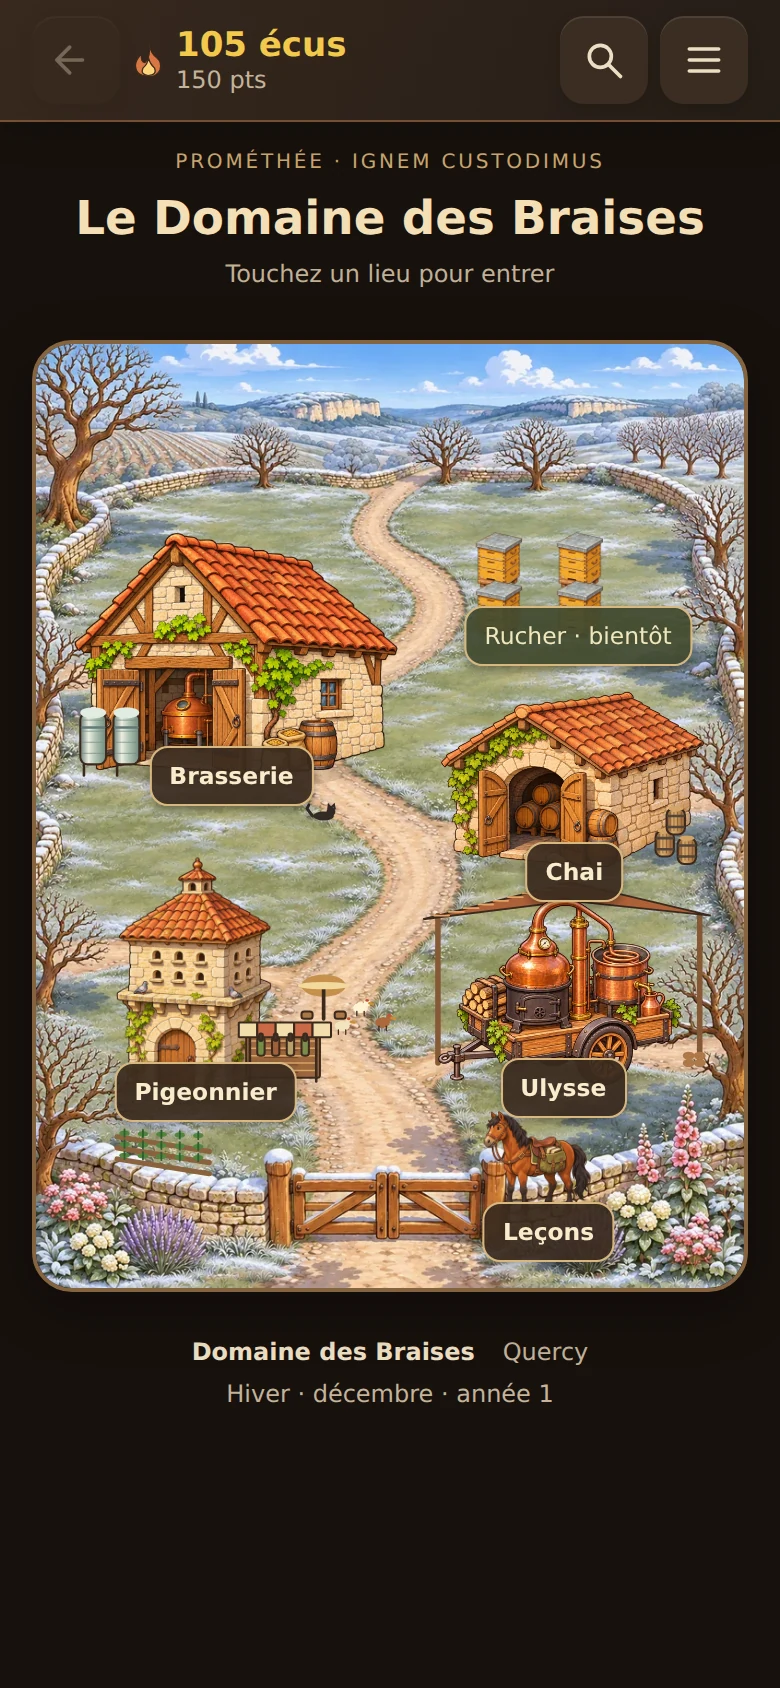 105 écus
150 pts
PROMÉTHÉE · IGNEM CUSTODIMUS
Le Domaine des Braises
Touchez un lieu pour entrer
Rucher · bientôt
Brasserie
Chai
Pigeonnier
Ulysse
Leçons
Domaine des Braises Quercy
Hiver · décembre · année 1